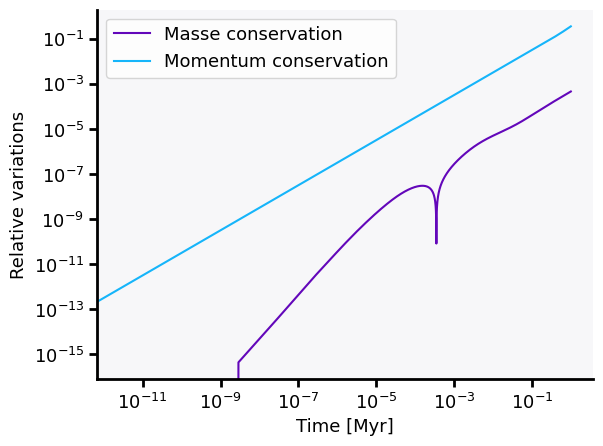 Masse conservation
Momentum conservation
Relative variations
10⁻¹
10⁻³
10⁻⁵
10⁻⁷
10⁻⁹
10⁻¹¹
10⁻¹³
10⁻¹⁵
10⁻¹¹ 10⁻⁹ 10⁻⁷ 10⁻⁵ 10⁻³ 10⁻¹
Time [Myr]